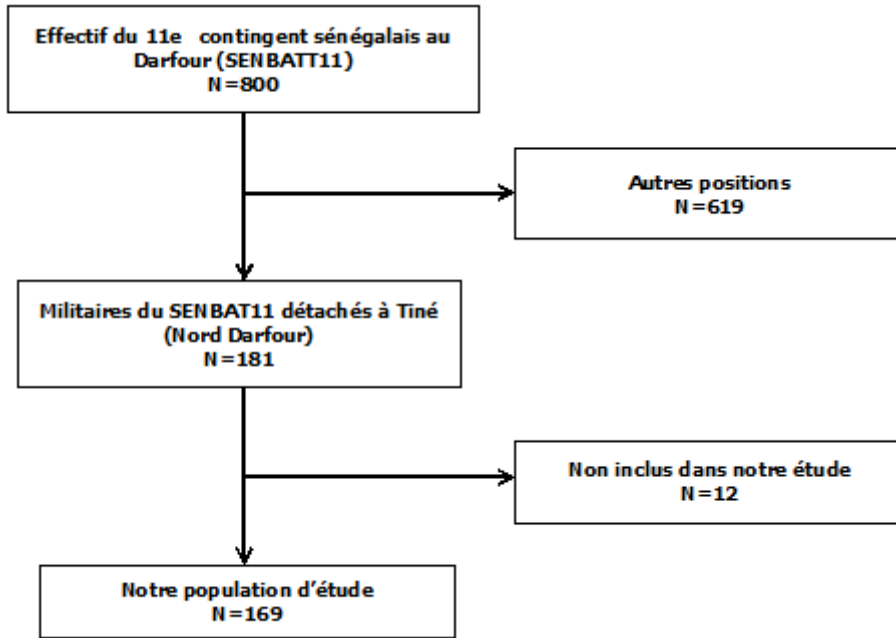 Effectif du 11e contingent sénégalais au
Darfour (SENBATT11)
N=800
Autres positions
N=619
Militaires du SENBAT11 détachés à Tiné
(Nord Darfour)
N=181
Non inclus dans notre étude
N=12
Notre population d'étude
N=169